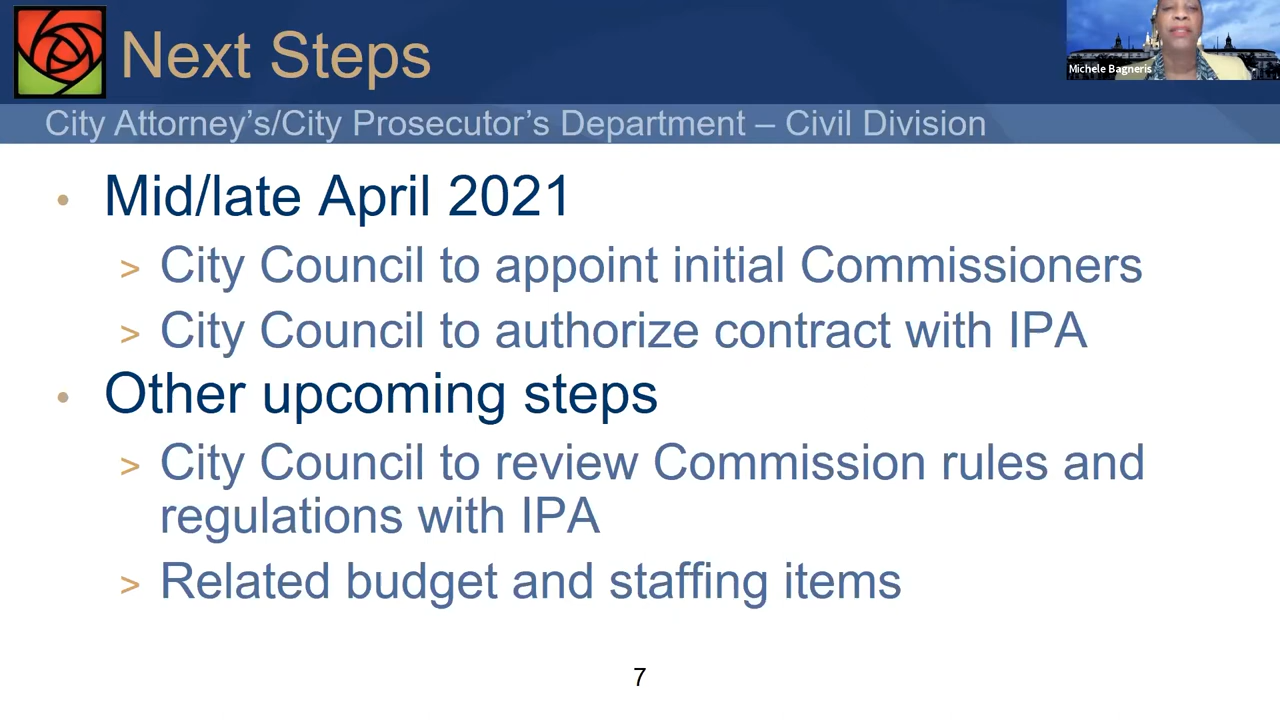 Next Steps
Michele Bagneris
City Attorney's/City Prosecutor's Department – Civil Division
• Mid/late April 2021
> City Council to appoint initial Commissioners
> City Council to authorize contract with IPA
• Other upcoming steps
> City Council to review Commission rules and
regulations with IPA
> Related budget and staffing items
7